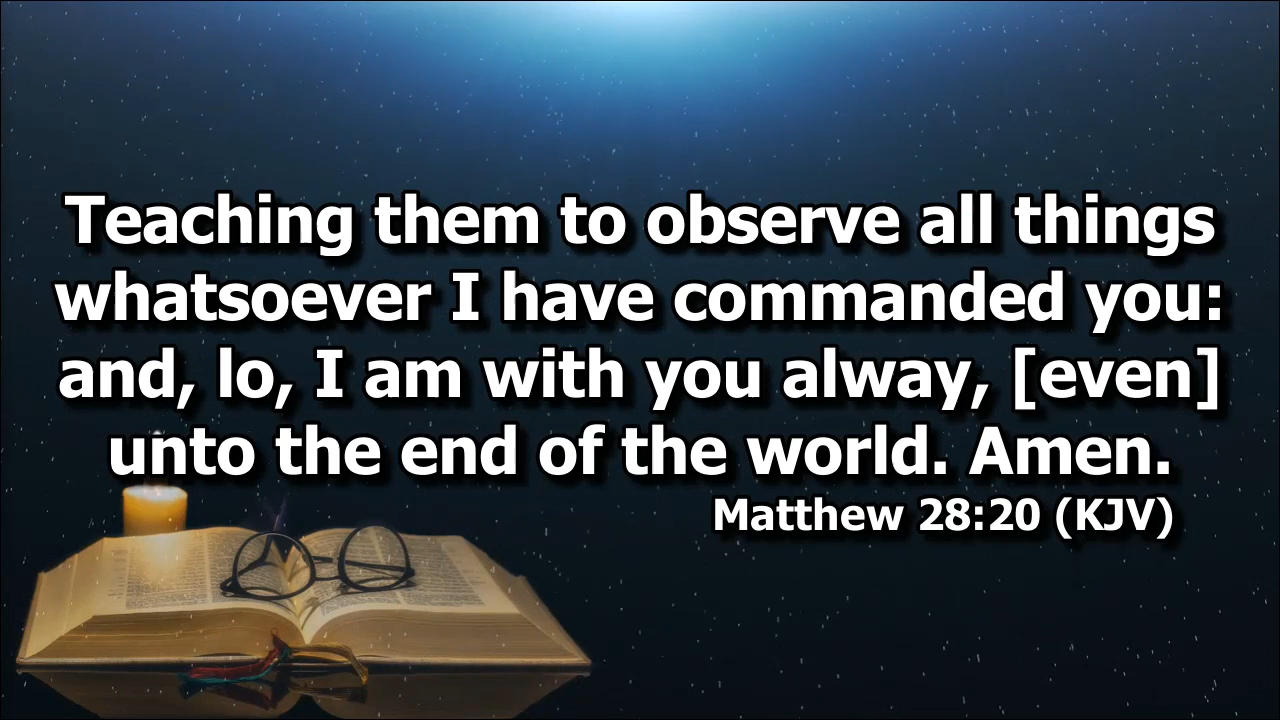 Teaching them to observe all things
whatsoever I have commanded you:
and, lo, I am with you alway, [even]
unto the end of the world. Amen.
Matthew 28:20 (KJV)